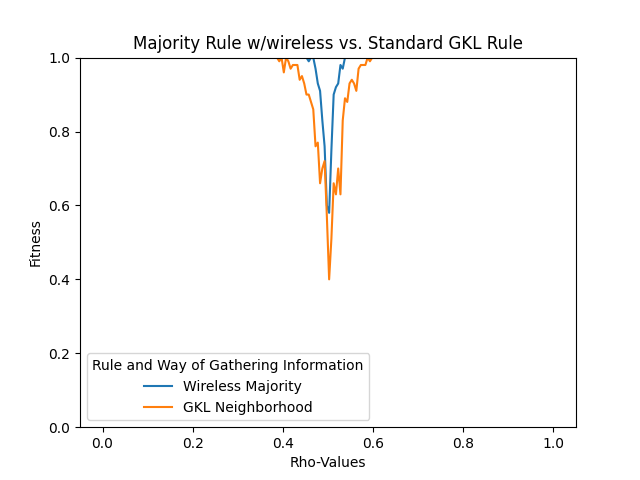 Majority Rule w/wireless vs. Standard GKL Rule
1.0
0.8
0.6
0.4
0.2
0.0
Fitness
Rule and Way of Gathering Information
Wireless Majority
GKL Neighborhood
0.0 0.2 0.4 0.6 0.8 1.0
Rho-Values